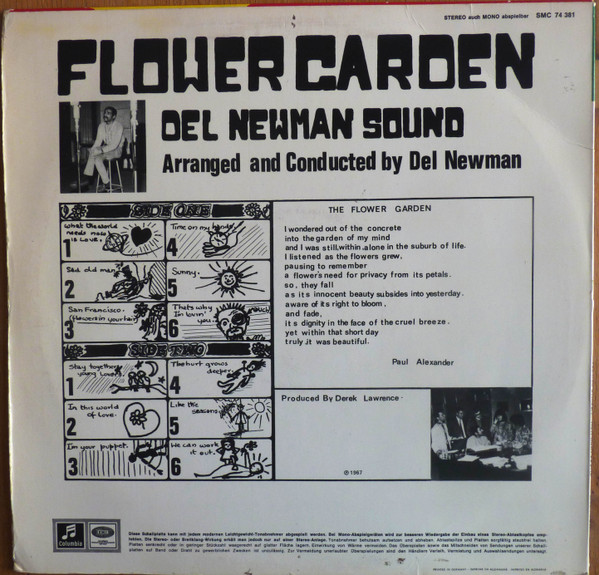 STEREO auch MONO abspielbar SMC 74 381
FLOWER GARDEN
DEL NEWMAN SOUND
Arranged and Conducted by Del Newman
SIDE ONE
1 What the world needs now is love.
2 Sad old man
3 San Francisco. (flowers in your hair)
4 Time on my hands.
5 Sunny.
6 Thats why I'm lovin' you.
SIDE TWO
1 Stay together young lovers
2 In this world of love.
3 I'm your puppet.
4 The hurt grows deeper.
5 Like the seasons
6 We can work it out.
THE FLOWER GARDEN
I wondered out of the concrete
into the garden of my mind
and I was still,within.alone in the suburb of life.
I listened as the flowers grew,
pausing to remember
a flower's need for privacy from its petals.
so, they fall
as its innocent beauty subsides into yesterday.
aware of its right to bloom,
and fade,
it s dignity in the face of the cruel breeze.
yet within that short day
truly,it was beautiful.
Paul Alexander
Produced By Derek Lawrence
℗ 1967
Columbia
EMI